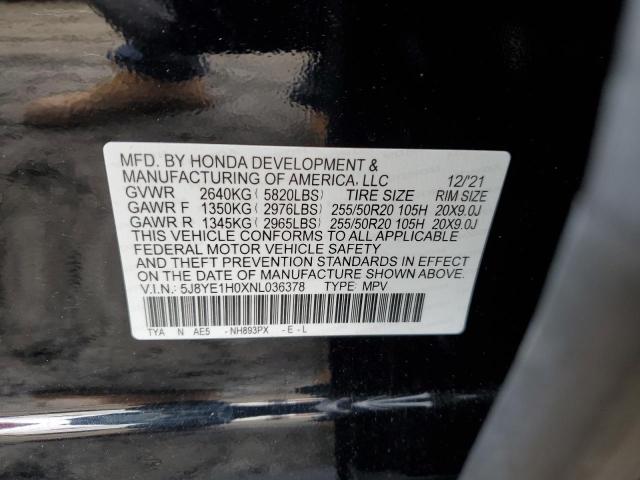 MFD. BY HONDA DEVELOPMENT &
MANUFACTURING OF AMERICA, LLC 12/21
GVWR 2640KG ( 5820LBS) TIRE SIZE RIM SIZE
GAWR F 1350KG ( 2976LBS) 255/50R20 105H 20X9.0J
GAWR R 1345KG ( 2965LBS) 255/50R20 105H 20X9.0J
THIS VEHICLE CONFORMS TO ALL APPLICABLE
FEDERAL MOTOR VEHICLE SAFETY
AND THEFT PREVENTION STANDARDS IN EFFECT
ON THE DATE OF MANUFACTURE SHOWN ABOVE.
V.I.N.: 5J8YE1H0XNL036378 TYPE: MPV
TYA N AE5 - NH893PX - E - L